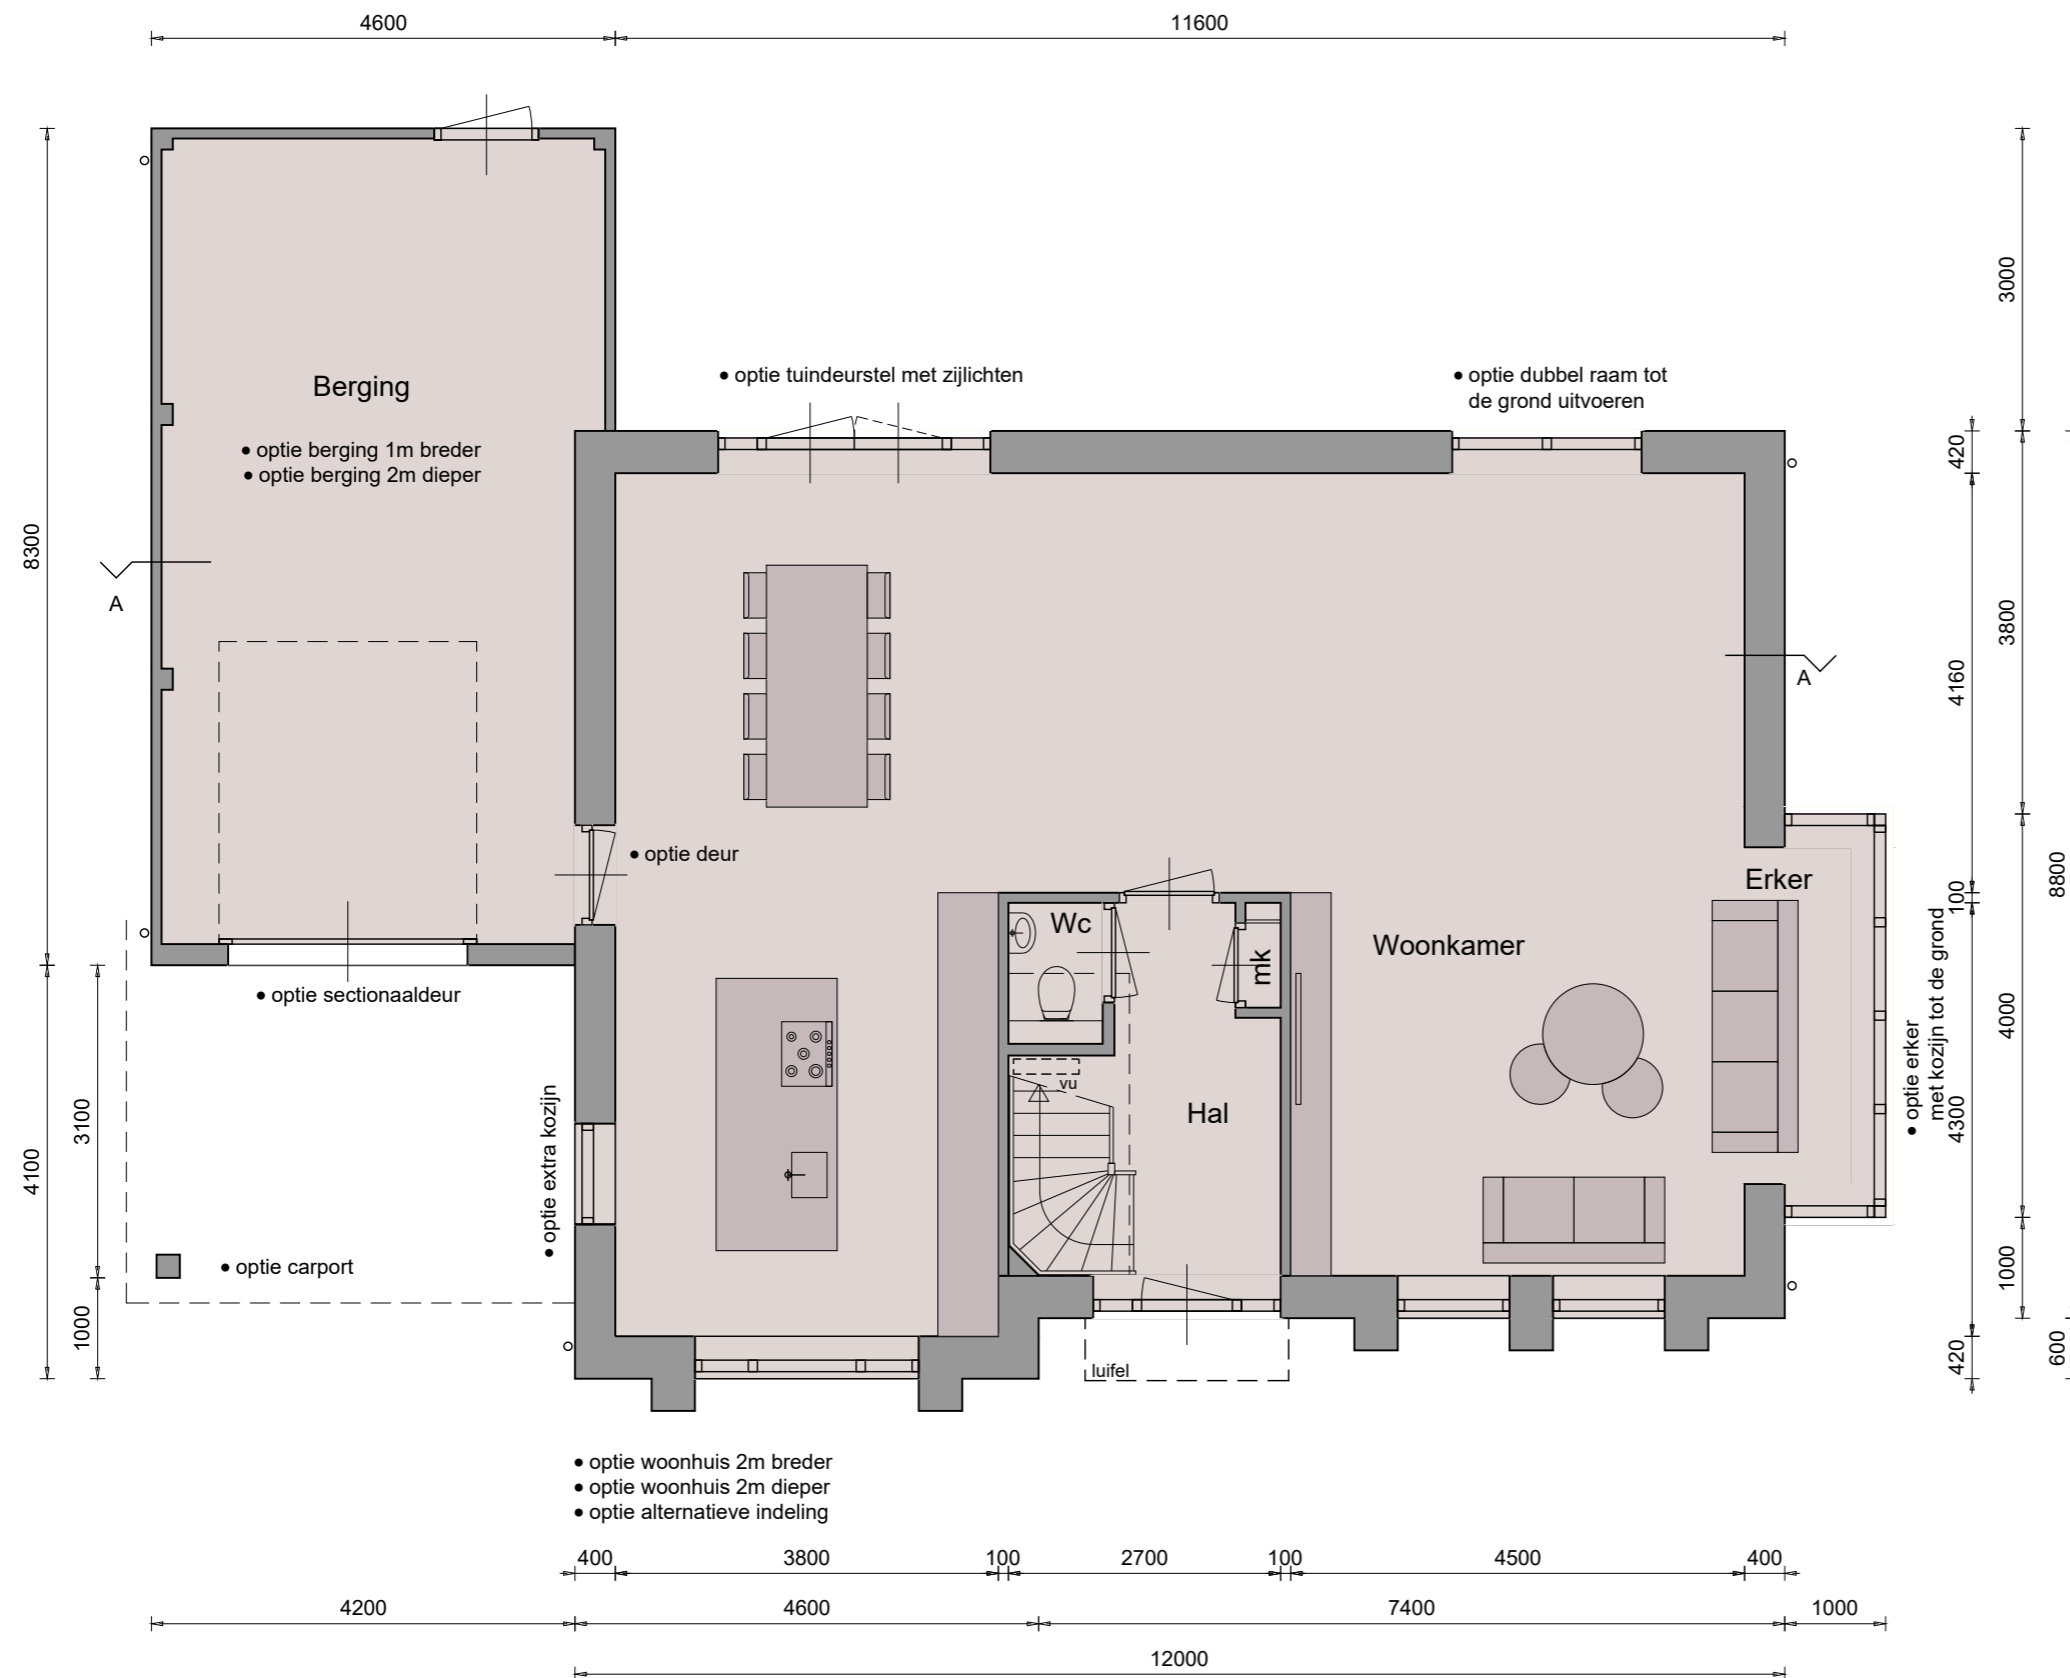 4600
11600
3000
Berging
• optie berging 1m breder
• optie berging 2m dieper
• optie tuindeurstel met zijlichten
• optie dubbel raam tot
de grond uitvoeren
420
8300
A
A
3800
4160
• optie deur
Erker
8800
100
Wc
mk
Woonkamer
• optie sectionaaldeur
4000
• optie erker
met kozijn tot de grond
vu
Hal
4300
3100
4100
• optie extra kozijn
• optie carport
1000
1000
luifel
420
600
• optie woonhuis 2m breder
• optie woonhuis 2m dieper
• optie alternatieve indeling
400
3800
100
2700
100
4500
400
4200
4600
7400
1000
12000